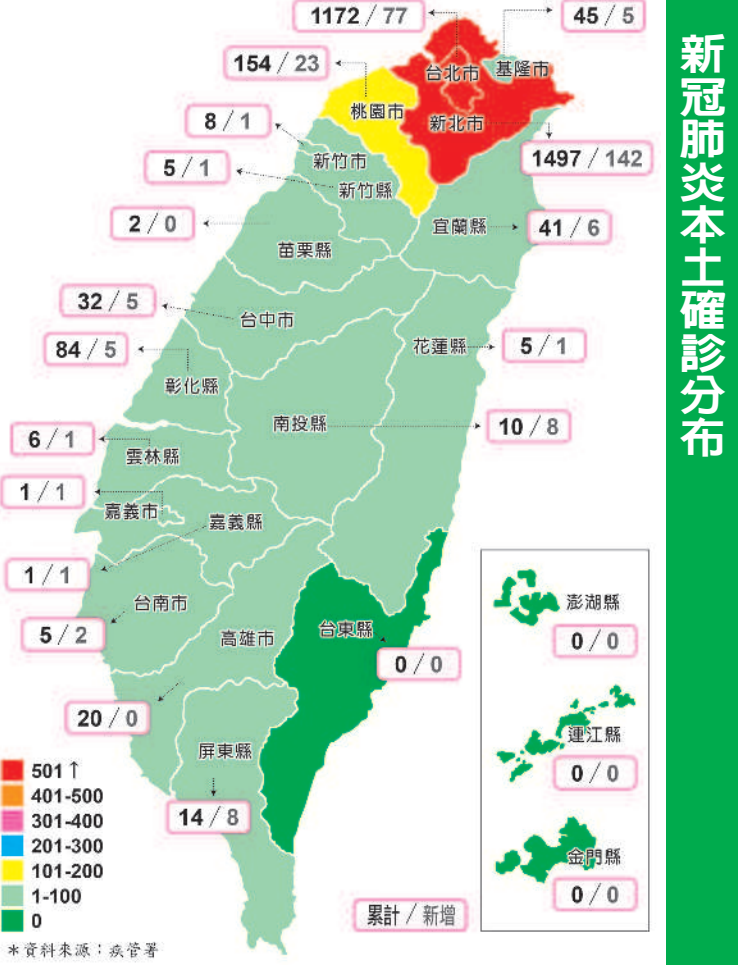 新冠肺炎本土確診分布
1172 / 77
45 / 5
台北市
基隆市
154 / 23
桃園市
新北市
1497 / 142
8 / 1
新竹市
5 / 1
新竹縣
2 / 0
苗栗縣
宜蘭縣
41 / 6
32 / 5
台中市
84 / 5
彰化縣
花蓮縣
5 / 1
南投縣
10 / 8
6 / 1
雲林縣
1 / 1
嘉義市
嘉義縣
1 / 1
台南市
5 / 2
高雄市
20 / 0
台東縣
0 / 0
屏東縣
14 / 8
澎湖縣
0 / 0
連江縣
0 / 0
金門縣
0 / 0
501↑
401-500
301-400
201-300
101-200
1-100
0
累計 / 新增
＊資料來源：疾管署